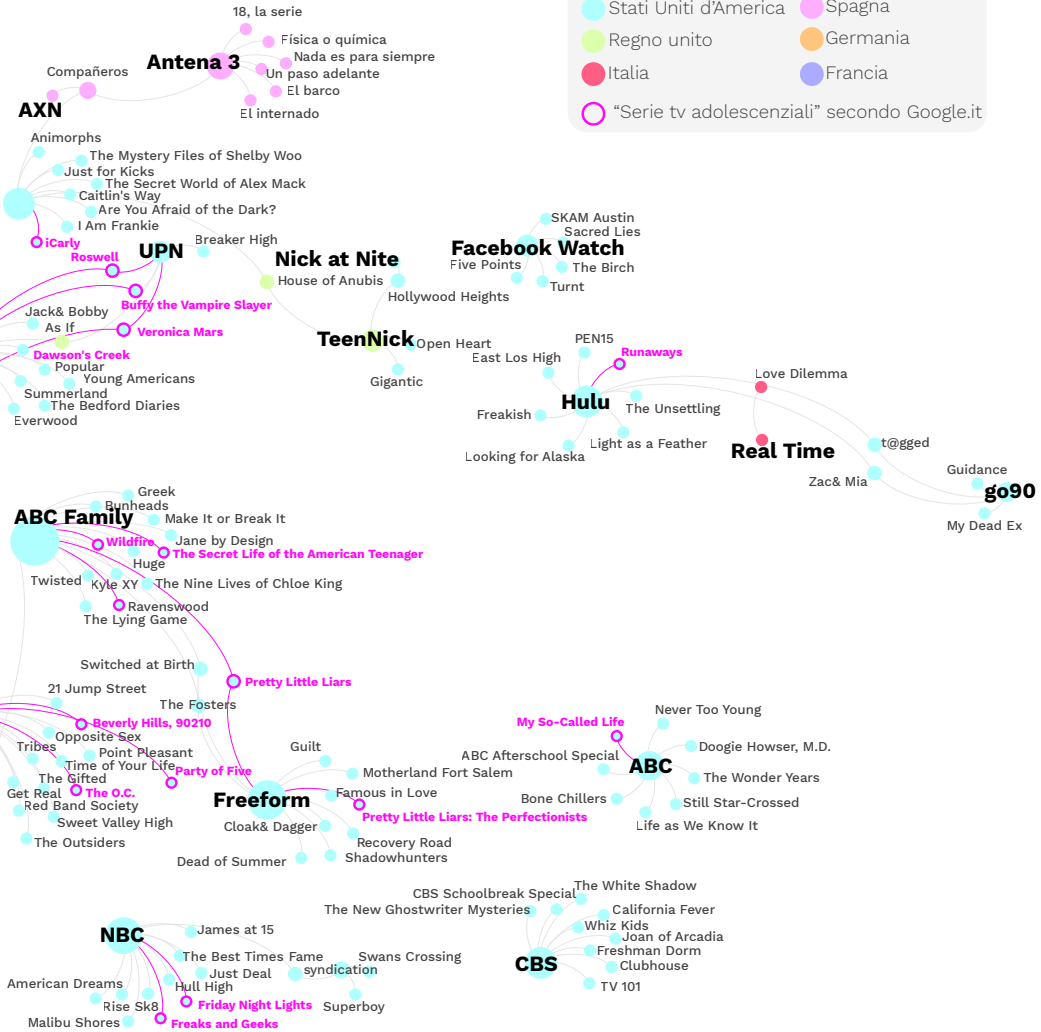 Stati Uniti d’America
Spagna
Regno unito
Germania
Italia
Francia
“Serie tv adolescenziali” secondo Google.it
18, la serie
Física o química
Antena 3
Nada es para siempre
Un paso adelante
Compañeros
El barco
AXN
El internado
Animorphs
The Mystery Files of Shelby Woo
Just for Kicks
The Secret World of Alex Mack
Caitlin's Way
Are You Afraid of the Dark?
I Am Frankie
iCarly
Roswell
UPN
Breaker High
Nick at Nite
House of Anubis
Hollywood Heights
Buffy the Vampire Slayer
Jack& Bobby
As If
Veronica Mars
Dawson's Creek
Popular
Young Americans
Summerland
The Bedford Diaries
Everwood
TeenNick
Open Heart
Gigantic
SKAM Austin
Sacred Lies
Facebook Watch
Five Points
The Birch
Turnt
PEN15
Runaways
East Los High
Hulu
The Unsettling
Freakish
Light as a Feather
Looking for Alaska
Love Dilemma
Real Time
t@gged
Zac& Mia
Guidance
go90
My Dead Ex
Greek
Bunheads
ABC Family
Make It or Break It
Wildfire
Jane by Design
The Secret Life of the American Teenager
Huge
Twisted
Kyle XY
The Nine Lives of Chloe King
Ravenswood
The Lying Game
Switched at Birth
Pretty Little Liars
21 Jump Street
The Fosters
Beverly Hills, 90210
Opposite Sex
Tribes
Point Pleasant
Time of Your Life
Party of Five
The Gifted
Get Real
The O.C.
Red Band Society
Sweet Valley High
The Outsiders
Guilt
Motherland Fort Salem
Freeform
Famous in Love
Pretty Little Liars: The Perfectionists
Cloak& Dagger
Recovery Road
Dead of Summer
Shadowhunters
Never Too Young
My So-Called Life
Doogie Howser, M.D.
ABC Afterschool Special
ABC
The Wonder Years
Bone Chillers
Still Star-Crossed
Life as We Know It
NBC
James at 15
The Best Times
Fame
syndication
Swans Crossing
Just Deal
American Dreams
Hull High
Rise
Sk8
Friday Night Lights
Superboy
Malibu Shores
Freaks and Geeks
CBS Schoolbreak Special
The White Shadow
The New Ghostwriter Mysteries
California Fever
Whiz Kids
Joan of Arcadia
Freshman Dorm
CBS
Clubhouse
TV 101